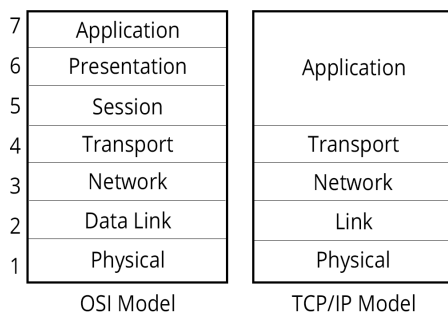 7 Application
6 Presentation
5 Session
4 Transport
3 Network
2 Data Link
1 Physical
OSI Model
Application
Transport
Network
Link
Physical
TCP/IP Model